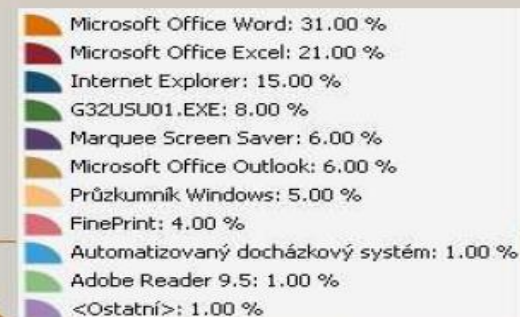 Microsoft Office Word: 31.00 %
Microsoft Office Excel: 21.00 %
Internet Explorer: 15.00 %
G32USU01.EXE: 8.00 %
Marquee Screen Saver: 6.00 %
Microsoft Office Outlook: 6.00 %
Průzkumník Windows: 5.00 %
FinePrint: 4.00 %
Automatizovaný docházkový systém: 1.00 %
Adobe Reader 9.5: 1.00 %
<Ostatní>: 1.00 %